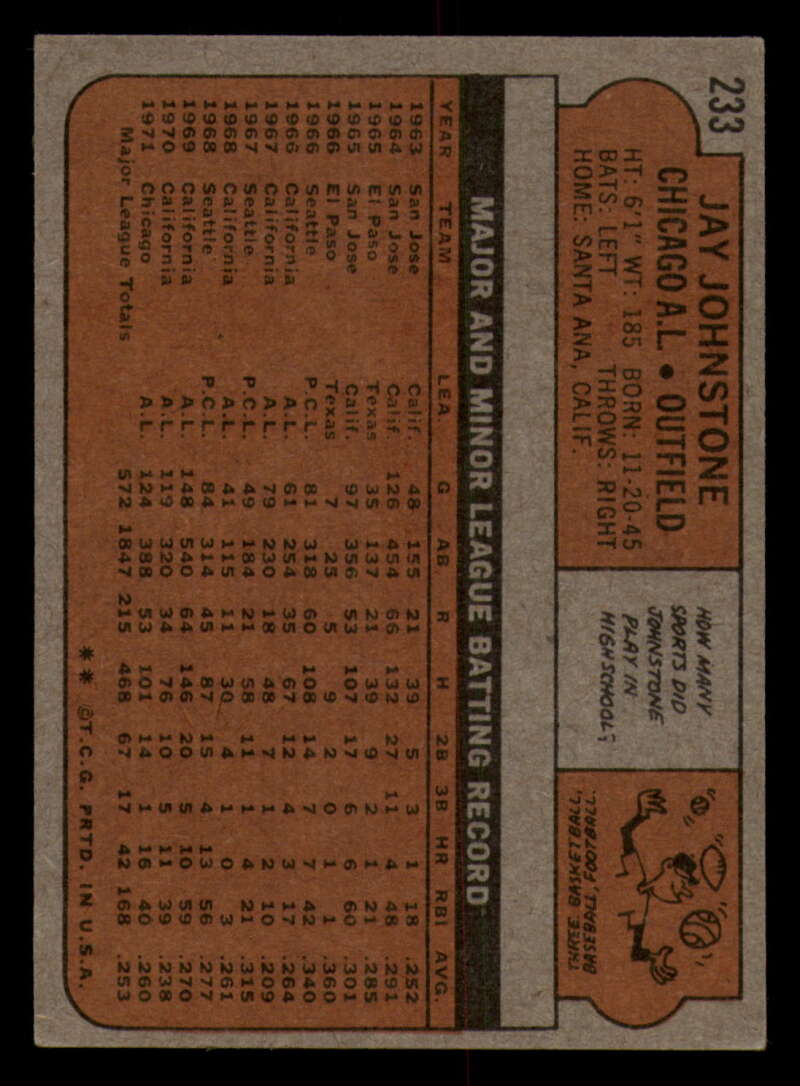 233
JAY JOHNSTONE
CHICAGO A.L. • OUTFIELD
HT: 6'1" WT: 185 BORN: 11-20-45
BATS: LEFT THROWS: RIGHT
HOME: SANTA ANA, CALIF.
HOW MANY
SPORTS DID
JOHNSTONE
PLAY IN
HIGH SCHOOL?
THREE BASKETBALL,
BASEBALL, FOOTBALL.
MAJOR AND MINOR LEAGUE BATTING RECORD
YEAR TEAM LEA. G AB R H 2B 3B HR RBI AVG.
1963 San Jose Calif. 48 155 21 39 5 3 1 18 .252
1964 San Jose Calif. 126 454 66 132 27 11 4 48 .291
1965 El Paso Texas 35 137 21 39 9 2 1 21 .285
1965 San Jose Calif. 97 356 53 107 17 6 6 60 .301
1966 El Paso Texas 7 25 5 9 2 0 1 1 .360
1966 Seattle P.C.L. 81 318 60 108 14 7 7 42 .340
1966 California A.L. 61 254 35 67 12 4 3 17 .264
1967 California A.L. 79 230 18 48 7 1 2 10 .209
1967 Seattle P.C.L. 49 184 21 58 11 1 4 21 .315
1968 California A.L. 41 115 11 30 4 1 0 3 .261
1968 Seattle P.C.L. 84 314 45 87 15 4 13 56 .277
1969 California A.L. 148 540 64 146 20 5 10 59 .270
1970 California A.L. 119 320 34 76 10 5 11 39 .238
1971 Chicago A.L. 124 388 53 101 14 1 16 40 .260
Major League Totals 572 1847 215 468 67 17 42 168 .253
** ©T.C.G. PRTD. IN U.S.A.